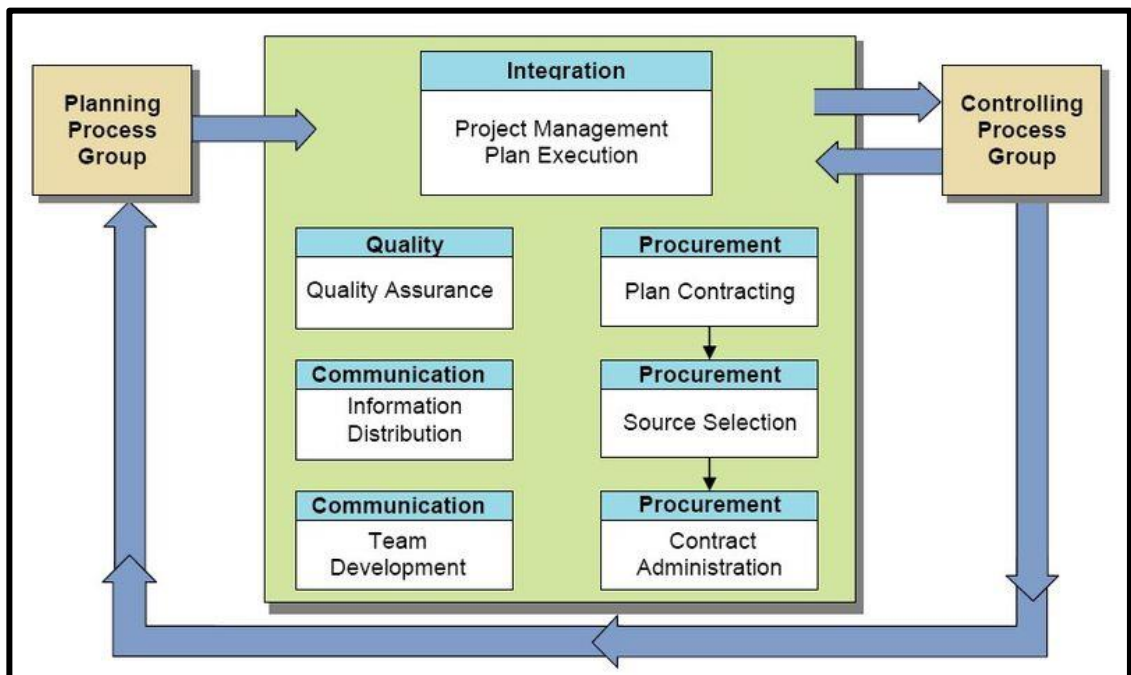 Integration
Project Management
Plan Execution
Planning
Process
Group
Controlling
Process
Group
Quality
Quality Assurance
Procurement
Plan Contracting
Communication
Information
Distribution
Procurement
Source Selection
Communication
Team
Development
Procurement
Contract
Administration